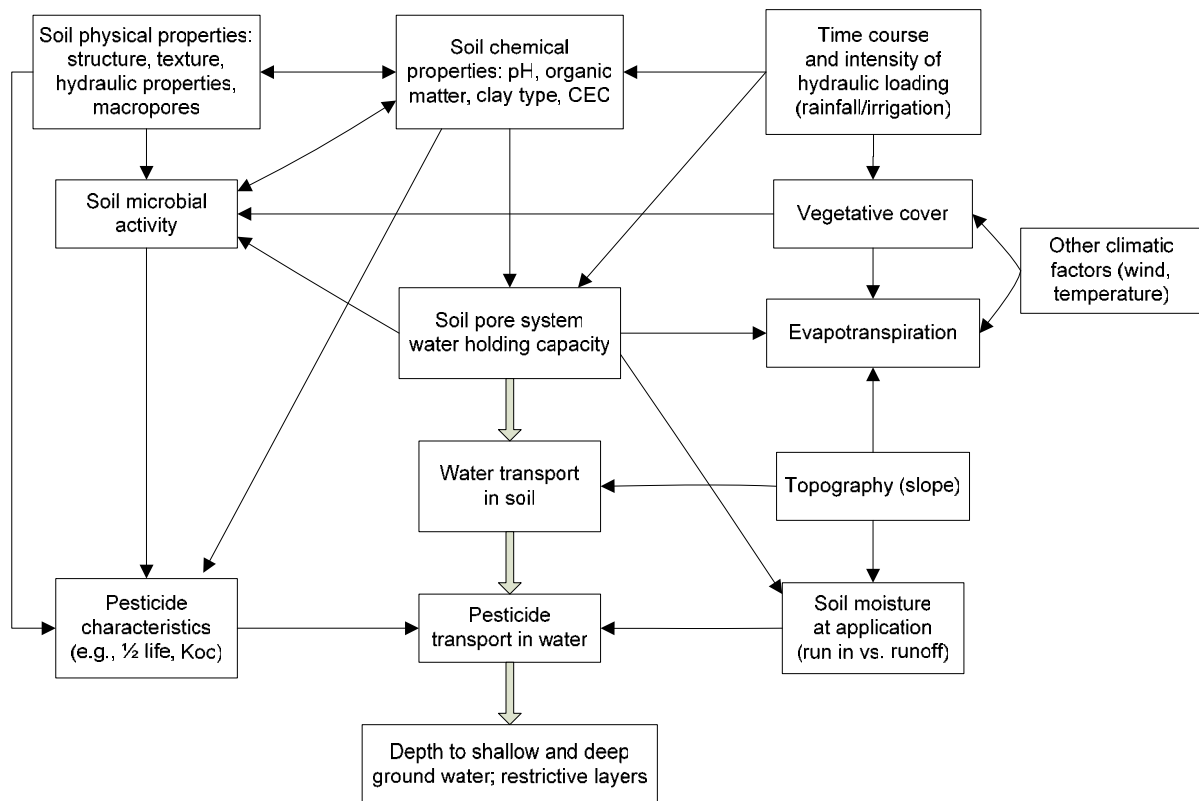 Soil physical properties:
structure, texture,
hydraulic properties,
macropores
Soil chemical
properties: pH, organic
matter, clay type, CEC
Time course
and intensity of
hydraulic loading
(rainfall/irrigation)
Soil microbial
activity
Vegetative cover
Other climatic
factors (wind,
temperature)
Soil pore system
water holding capacity
Evapotranspiration
Water transport
in soil
Topography (slope)
Pesticide
characteristics
(e.g., ½ life, Koc)
Pesticide
transport in water
Soil moisture
at application
(run in vs. runoff)
Depth to shallow and deep
ground water; restrictive layers